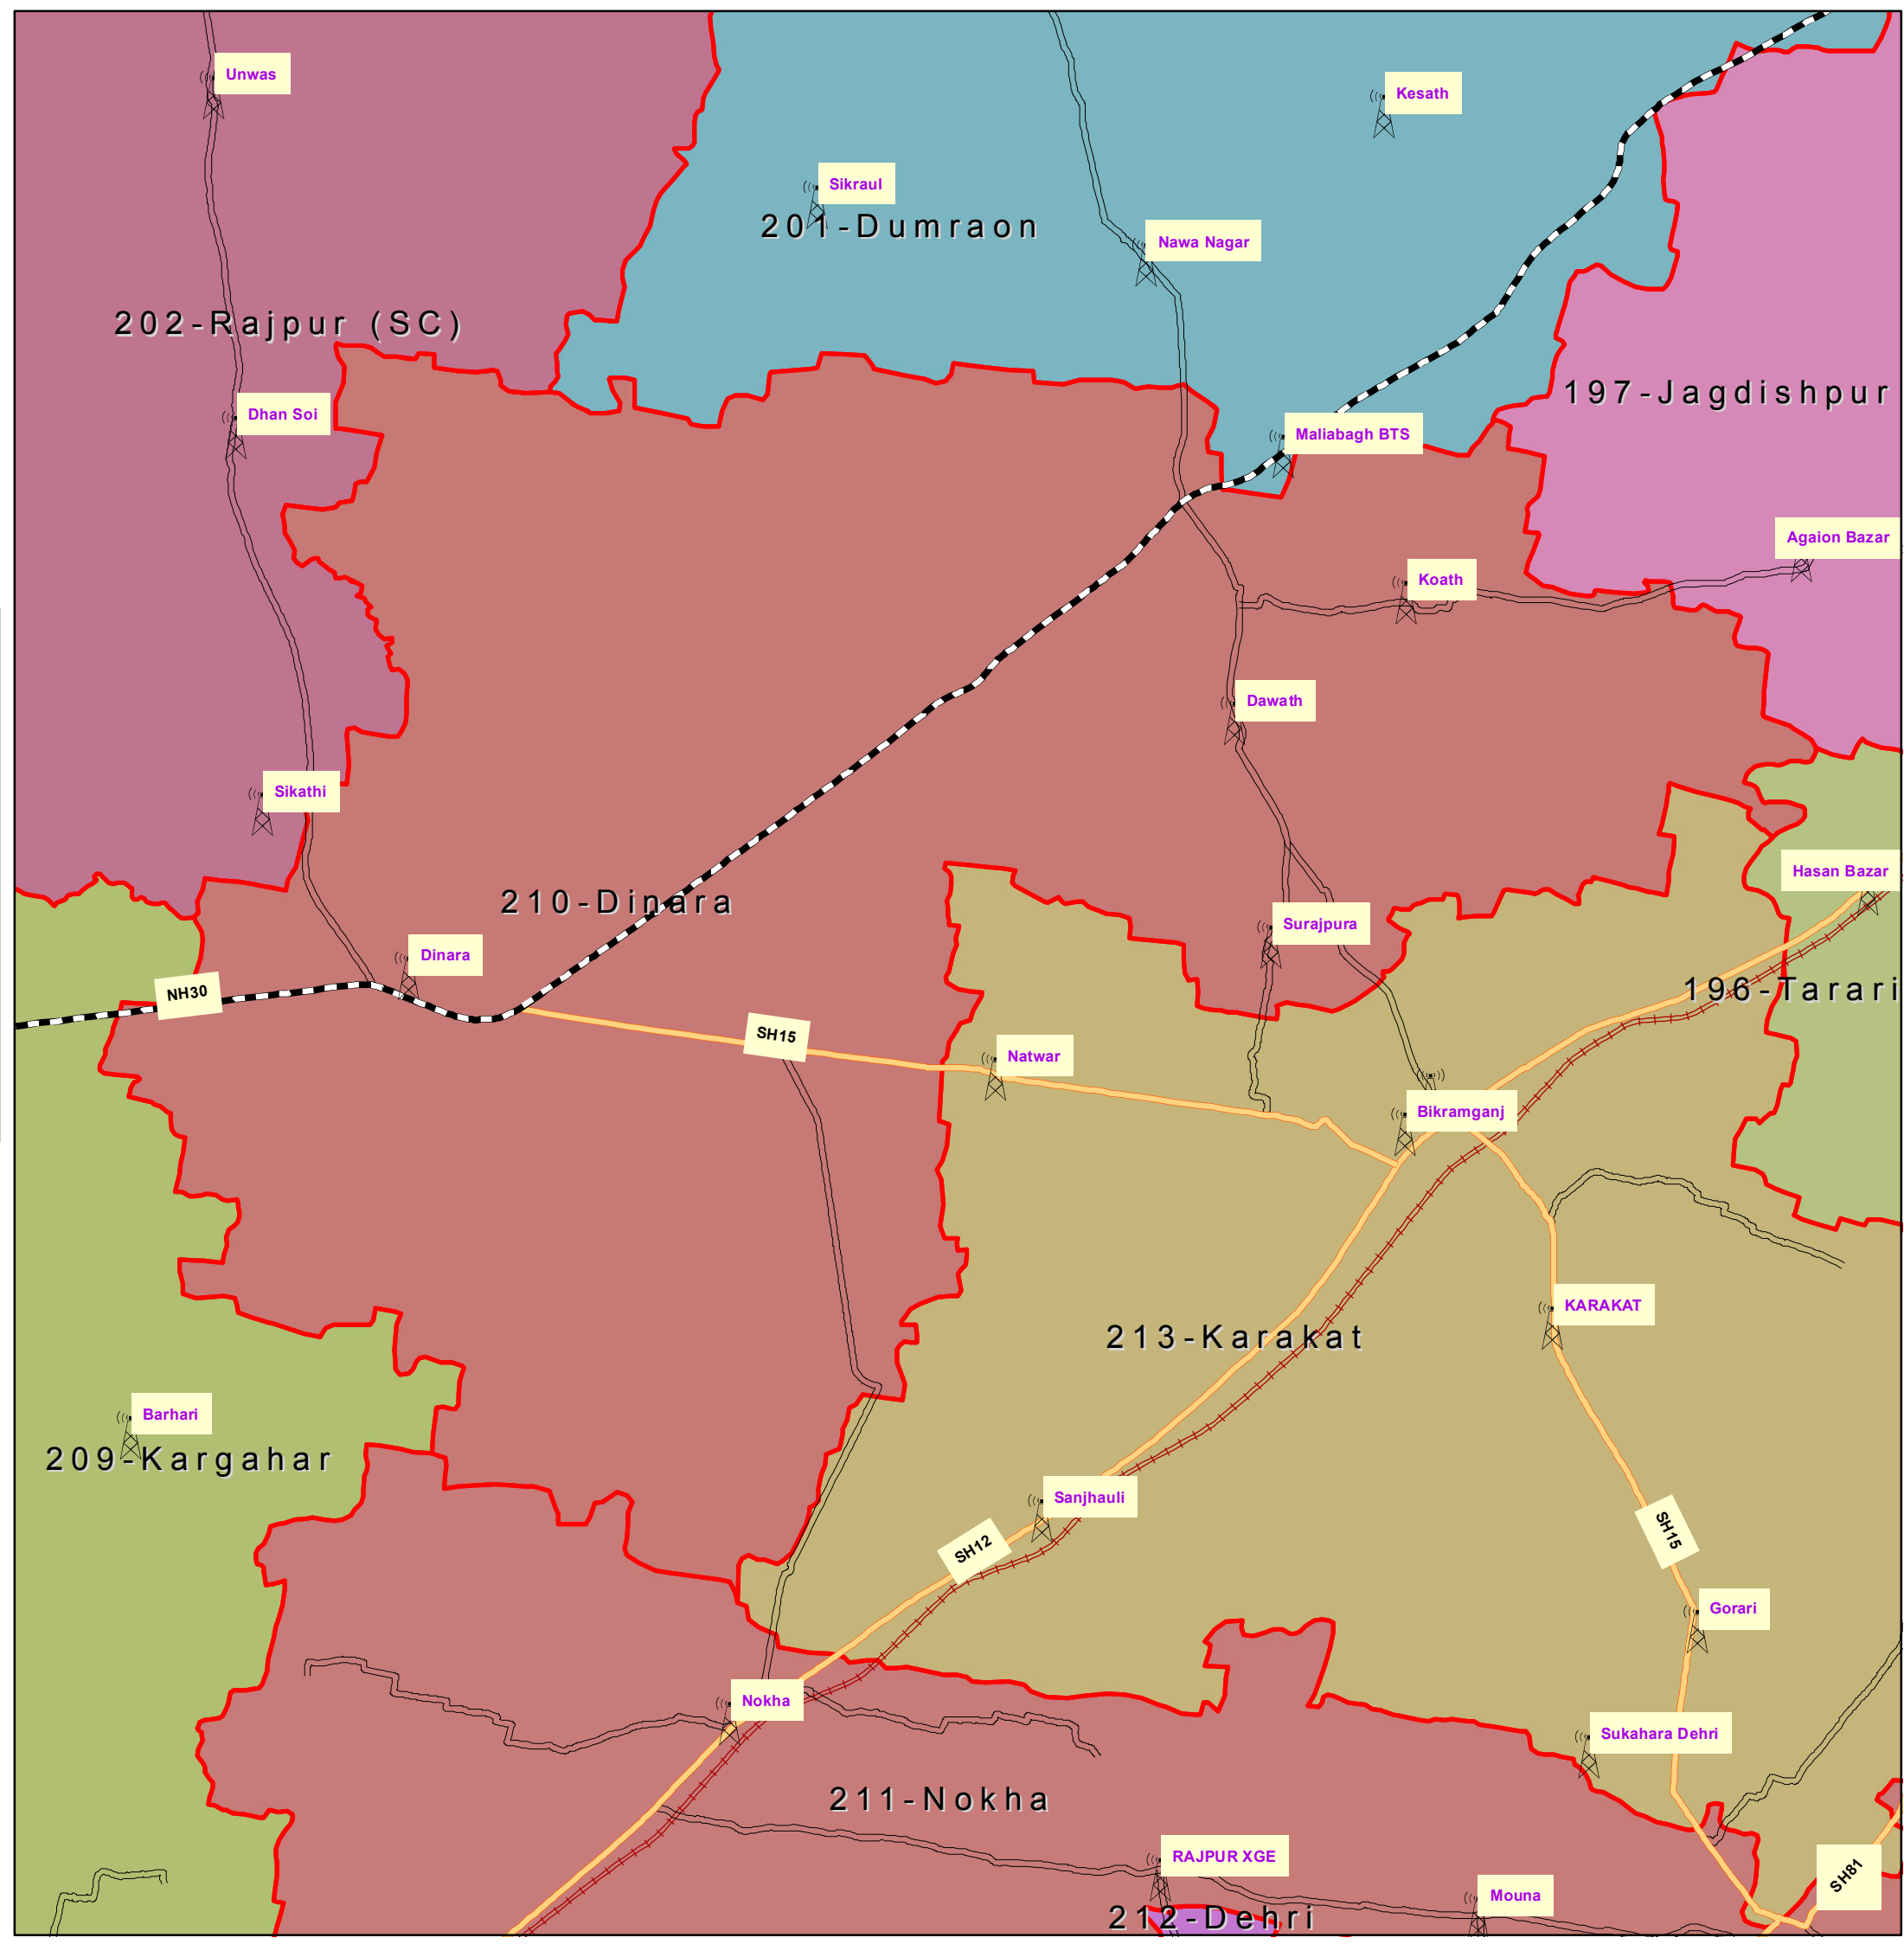 Unwas
Kesath
Sikraul
201-Dumraon
Nawa Nagar
202-Rajpur (SC)
197-Jagdishpur
Dhan Soi
Maliabagh BTS
Agaion Bazar
Koath
Dawath
Sikathi
Hasan Bazar
210-Dinara
Surajpura
Dinara
NH30
196-Tarari
SH15
Natwar
Bikramganj
KARAKAT
213-Karakat
Barhari
209-Kargahar
Sanjhauli
SH12
SH15
Gorari
Nokha
Sukahara Dehri
211-Nokha
RAJPUR XGE
SH81
Mouna
212-Dehri